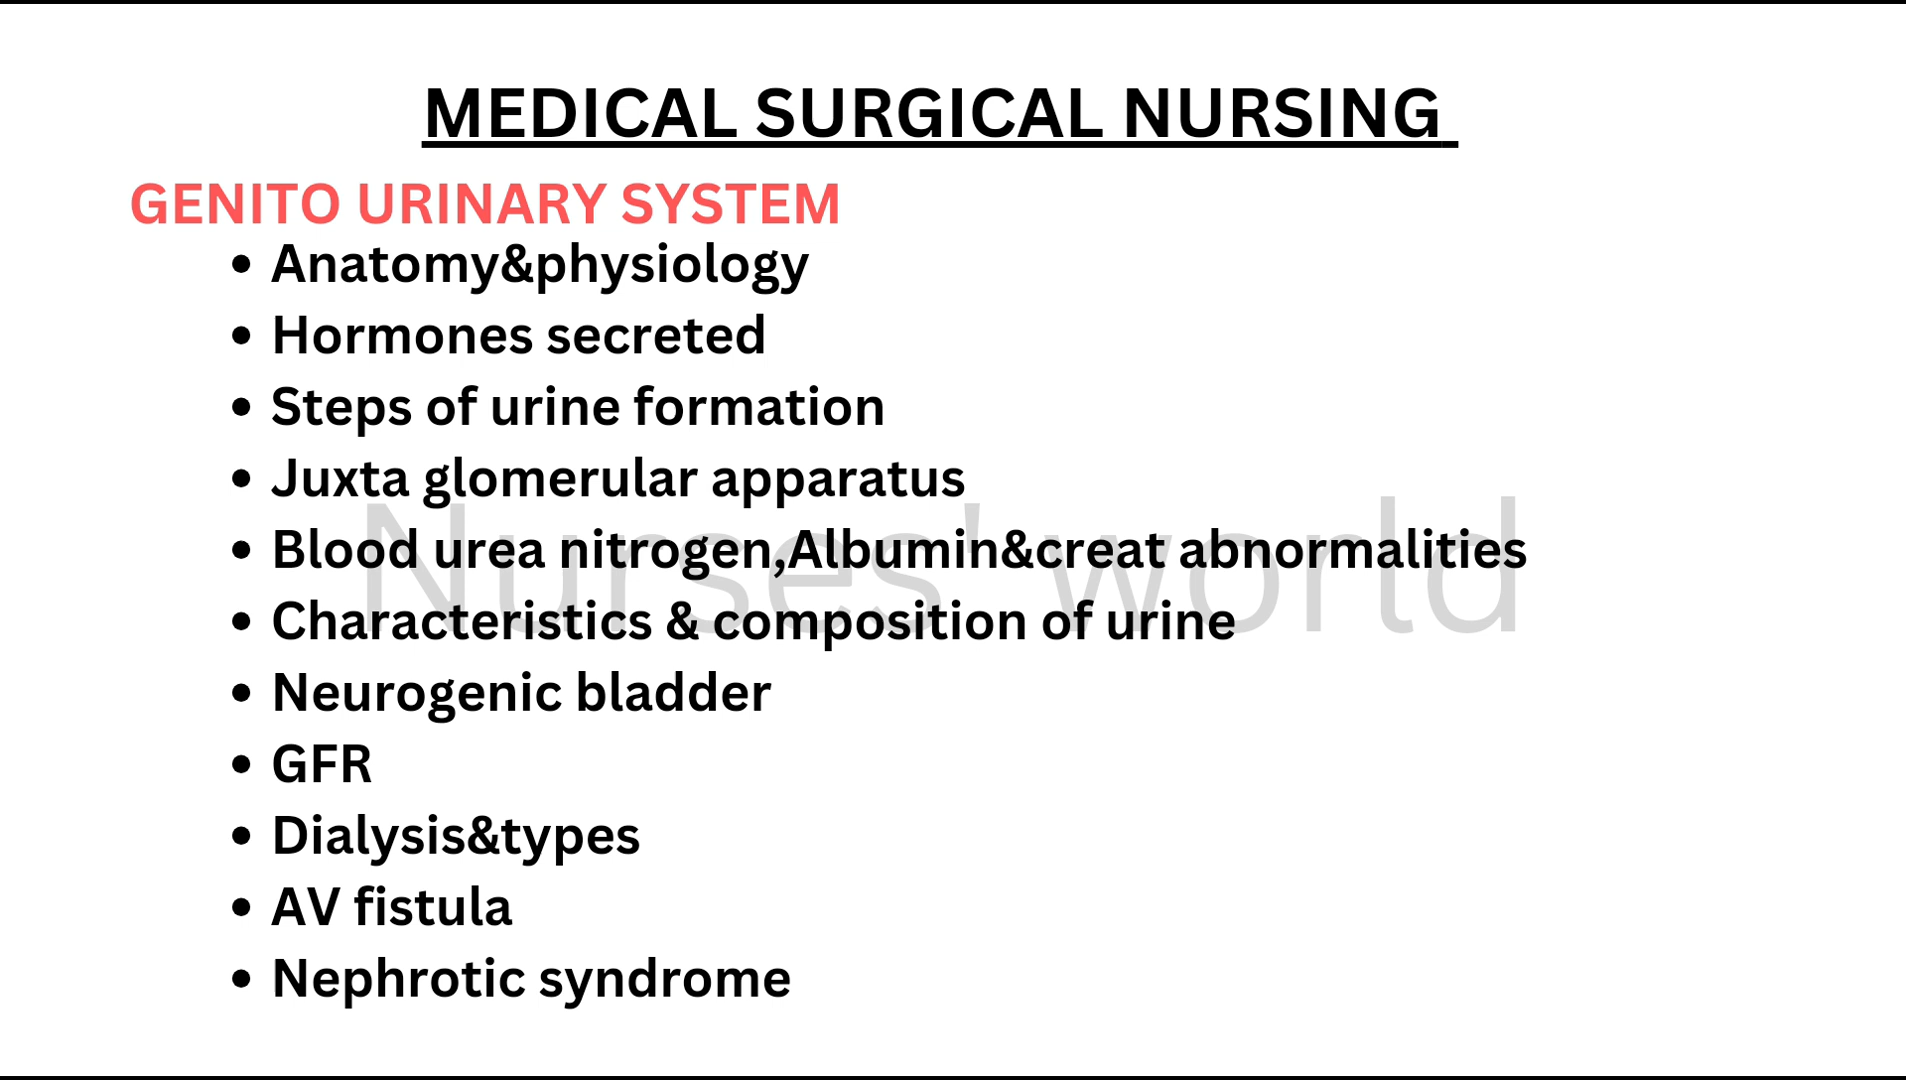 MEDICAL SURGICAL NURSING
GENITO URINARY SYSTEM
• Anatomy&physiology
• Hormones secreted
• Steps of urine formation
• Juxta glomerular apparatus
• Blood urea nitrogen,Albumin&creat abnormalities
Nurses' world
• Characteristics & composition of urine
• Neurogenic bladder
• GFR
• Dialysis&types
• AV fistula
• Nephrotic syndrome